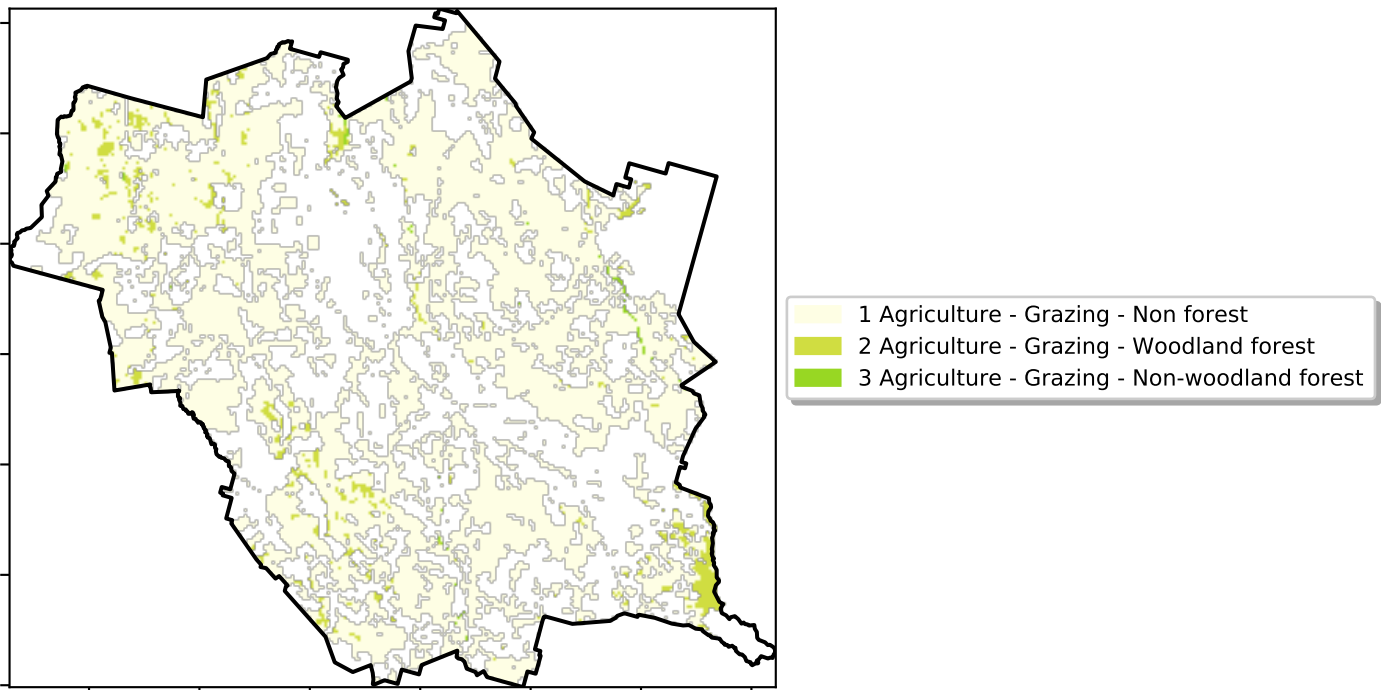 1 Agriculture - Grazing - Non forest
2 Agriculture - Grazing - Woodland forest
3 Agriculture - Grazing - Non-woodland forest